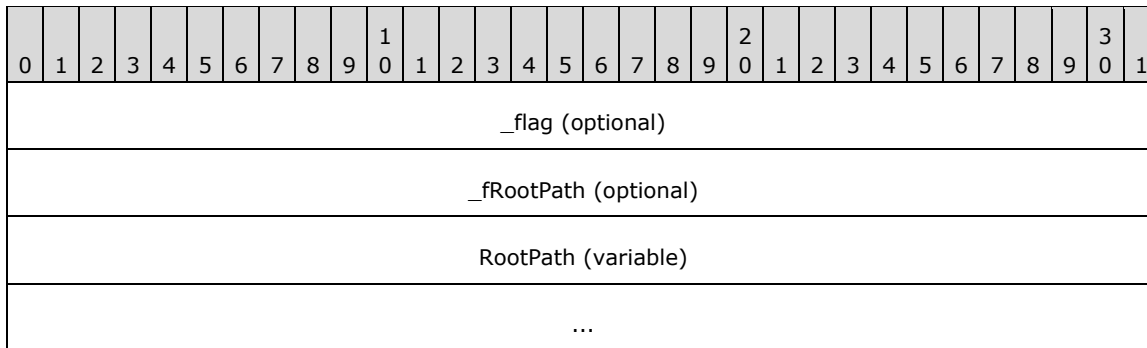 1 2 3
0 1 2 3 4 5 6 7 8 9 0 1 2 3 4 5 6 7 8 9 0 1 2 3 4 5 6 7 8 9 0 1
_flag (optional)
_fRootPath (optional)
RootPath (variable)
...